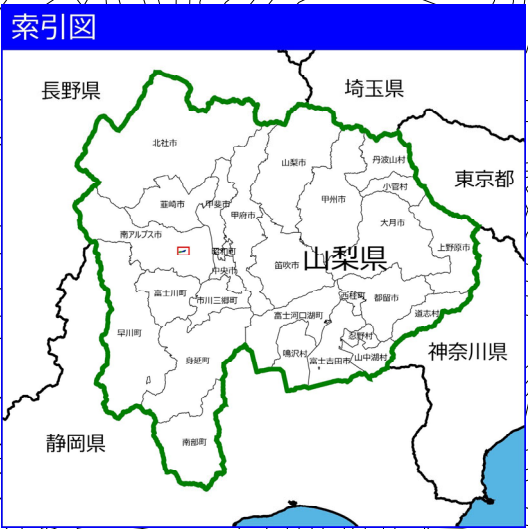 索引図
長野県
埼玉県
北杜市
山梨市
丹波山村
小菅村
東京都
韮崎市
甲斐市
甲州市
甲府市
大月市
南アルプス市
昭和町
上野原市
山梨県
笛吹市
中央市
富士川町
市川三郷町
西桂町
都留市
富士河口湖町
道志村
早川町
忍野村
神奈川県
身延町
鳴沢村
富士吉田市
山中湖村
静岡県
南部町